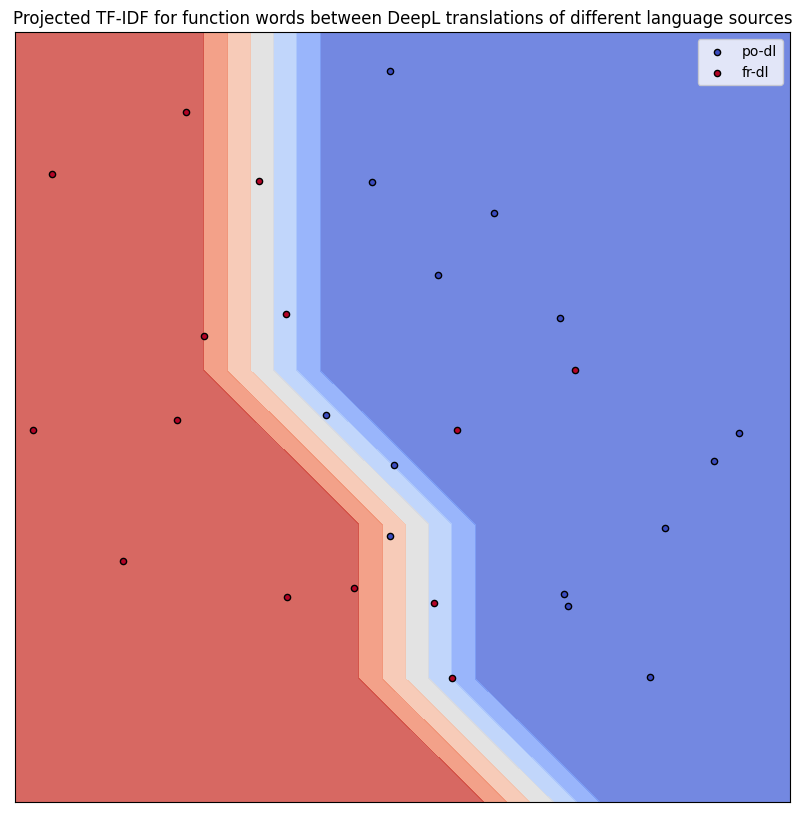 Projected TF-IDF for function words between DeepL translations of different language sources
po-dl
fr-dl